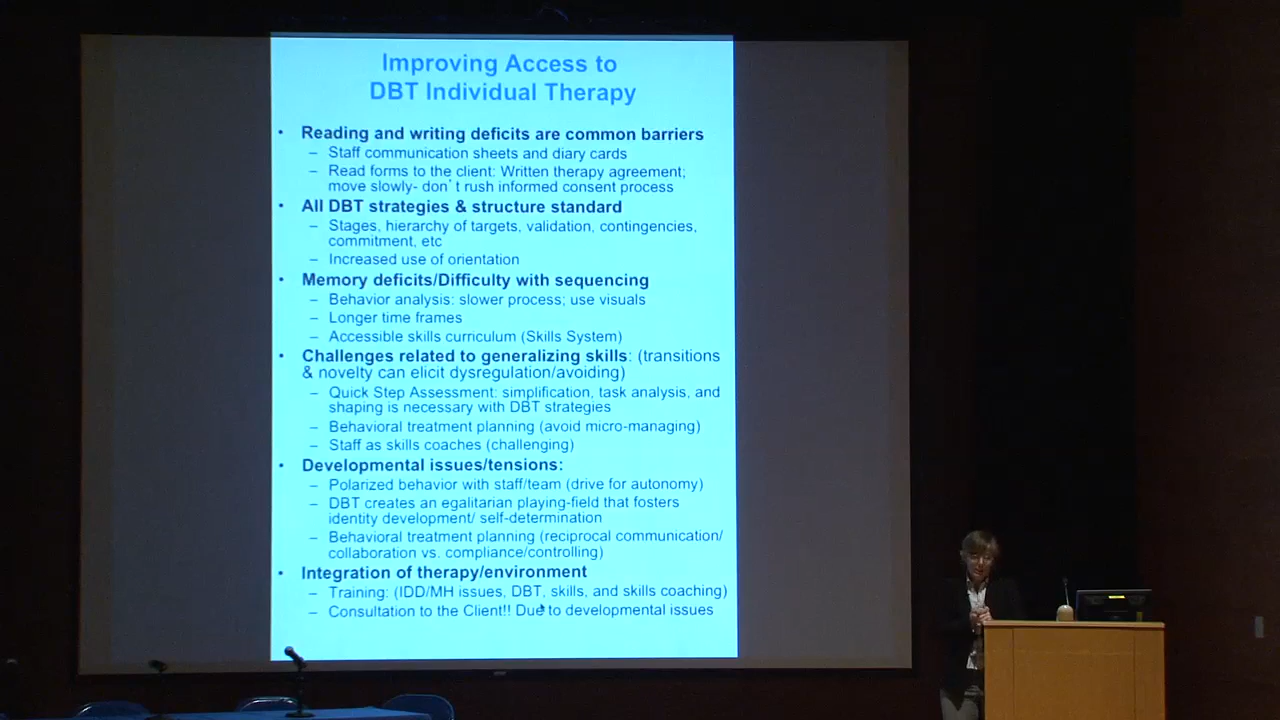 Improving Access to
DBT Individual Therapy
• Reading and writing deficits are common barriers
– Staff communication sheets and diary cards
– Read forms to the client: Written therapy agreement;
move slowly- don't rush informed consent process
• All DBT strategies & structure standard
– Stages, hierarchy of targets, validation, contingencies,
commitment, etc
– Increased use of orientation
• Memory deficits/Difficulty with sequencing
– Behavior analysis: slower process; use visuals
– Longer time frames
– Accessible skills curriculum (Skills System)
• Challenges related to generalizing skills: (transitions
& novelty can elicit dysregulation/avoiding)
– Quick Step Assessment: simplification, task analysis, and
shaping is necessary with DBT strategies
– Behavioral treatment planning (avoid micro-managing)
– Staff as skills coaches (challenging)
• Developmental issues/tensions:
– Polarized behavior with staff/team (drive for autonomy)
– DBT creates an egalitarian playing-field that fosters
identity development/ self-determination
– Behavioral treatment planning (reciprocal communication/
collaboration vs. compliance/controlling)
• Integration of therapy/environment
– Training: (IDD/MH issues, DBT, skills, and skills coaching)
– Consultation to the Client!! Due to developmental issues